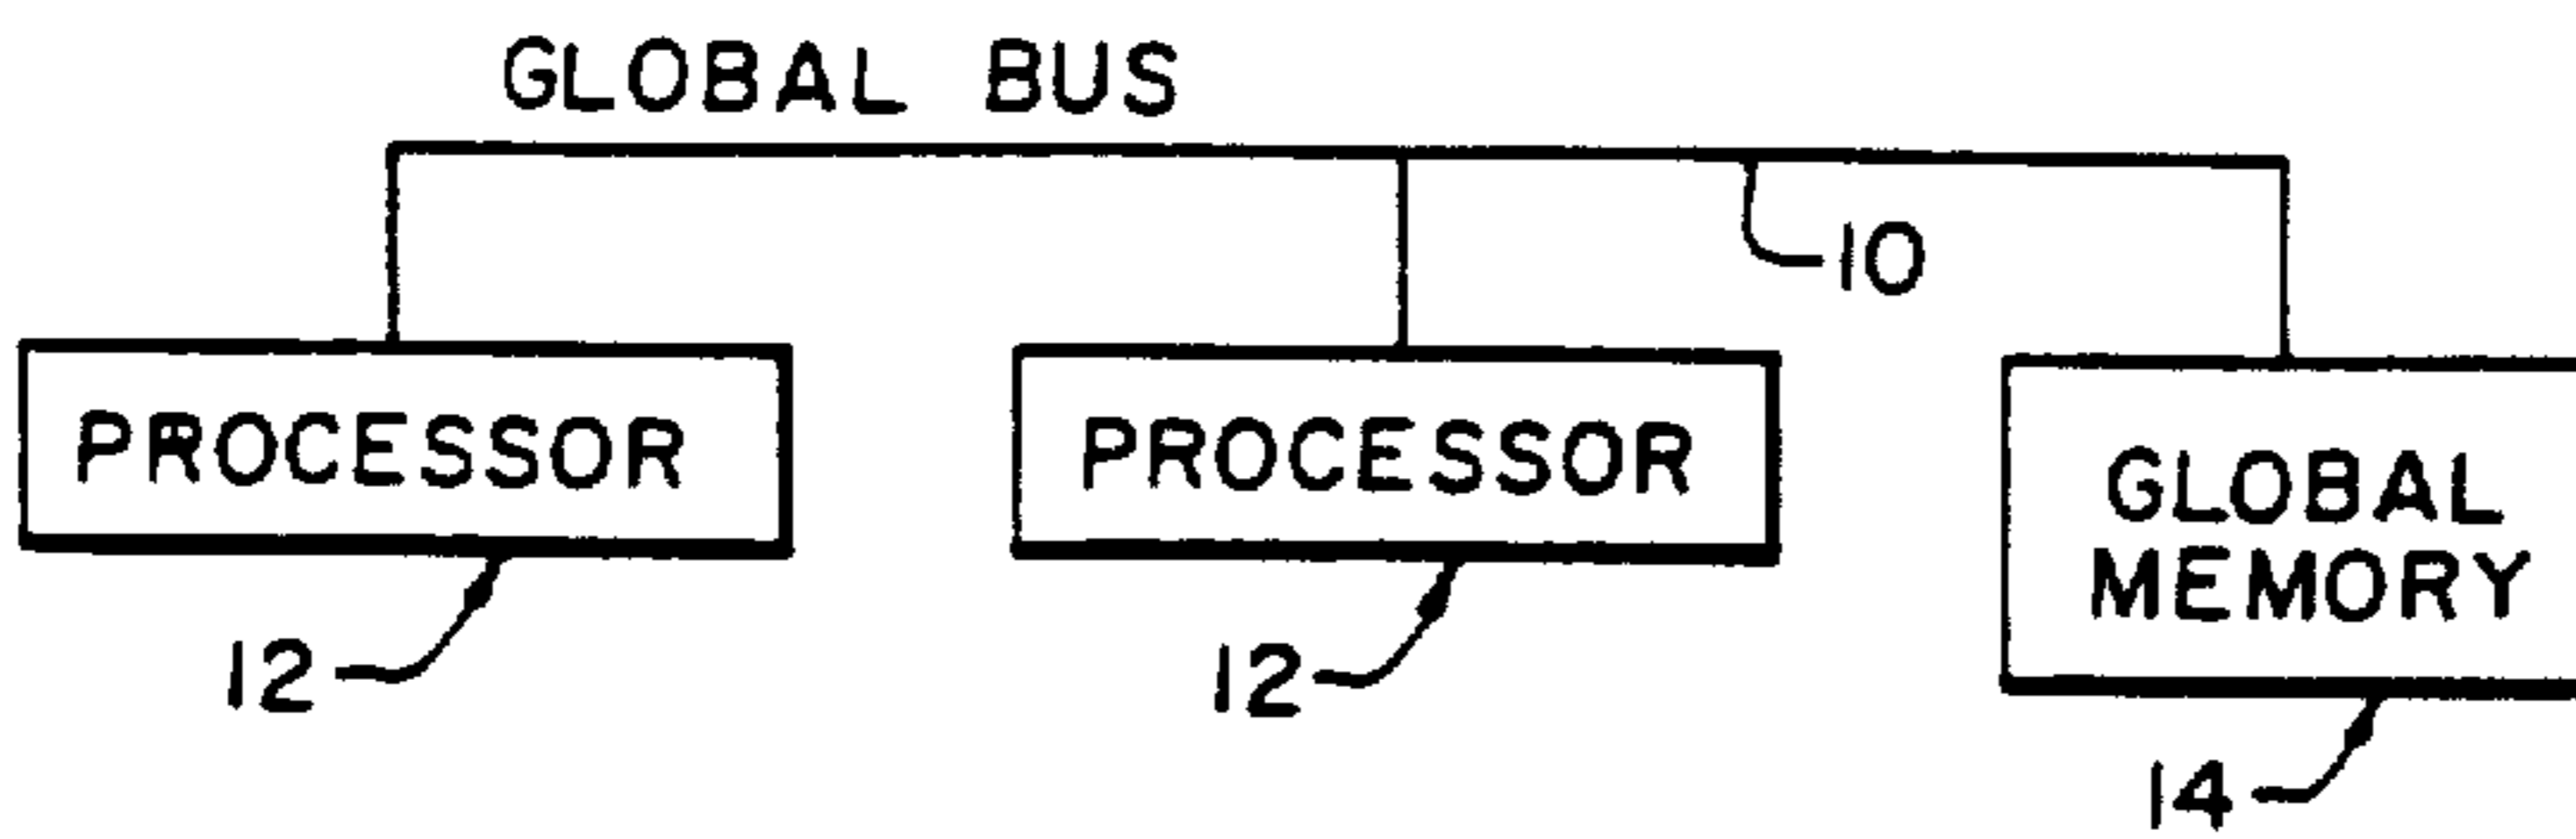 GLOBAL BUS
10
PROCESSOR
PROCESSOR
GLOBAL
MEMORY
12
12
14